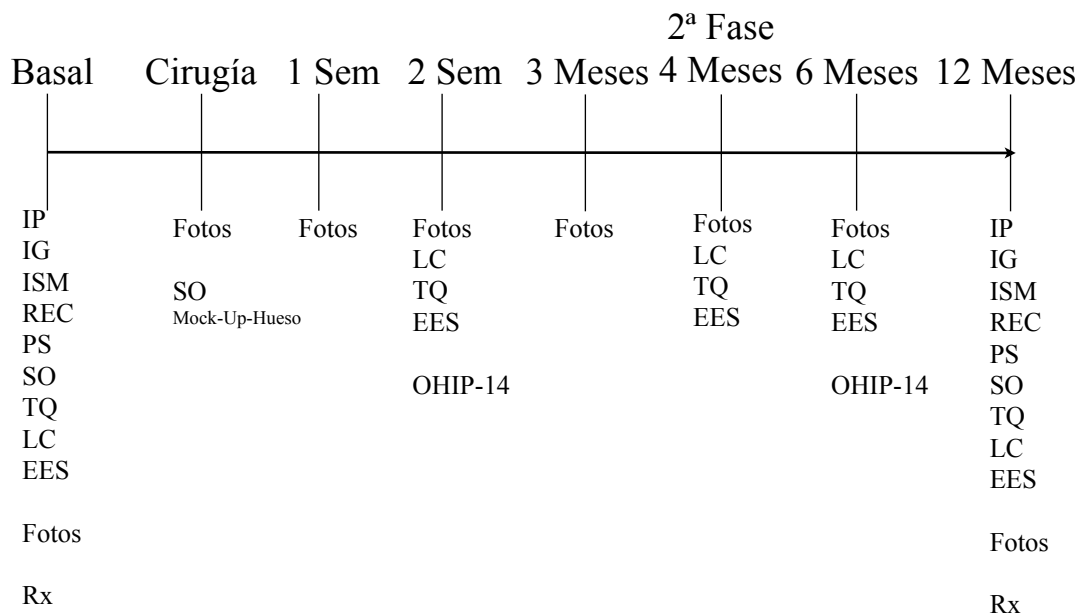 2ª Fase
Basal
Cirugía
1 Sem
2 Sem
3 Meses
4 Meses
6 Meses
12 Meses
IP
IG
ISM
REC
PS
SO
TQ
LC
EES
Fotos
Rx
Fotos
SO
Mock-Up-Hueso
Fotos
Fotos
LC
TQ
EES
OHIP-14
Fotos
Fotos
LC
TQ
EES
Fotos
LC
TQ
EES
OHIP-14
IP
IG
ISM
REC
PS
SO
TQ
LC
EES
Fotos
Rx